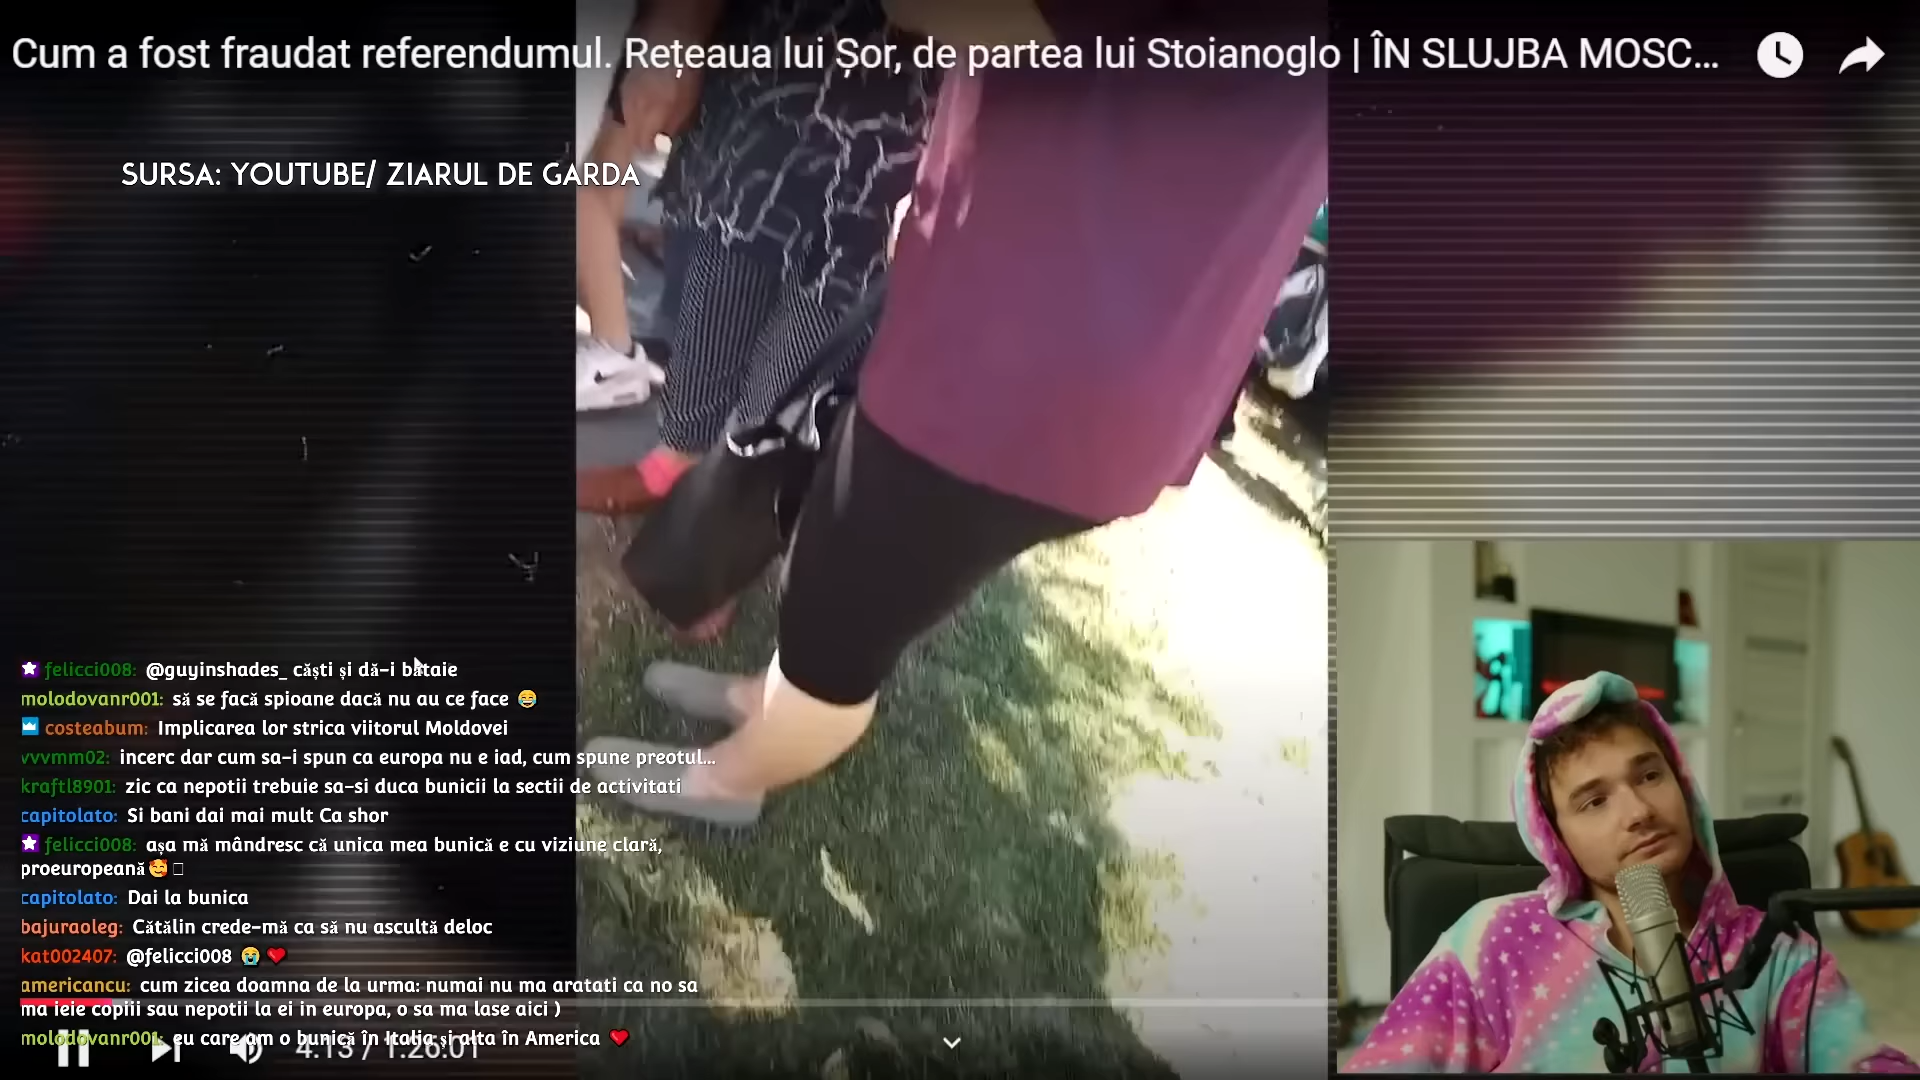 Cum a fost fraudat referendumul. Rețeaua lui Șor, de partea lui Stoianoglo | ÎN SLUJBA MOSC...
SURSA: YOUTUBE/ ZIARUL DE GARDA
felicci008: @guyinshades_ căști și dă-i bătaie
molodovanr001: să se facă spioane dacă nu au ce face 😂
costeabum: Implicarea lor strica viitorul Moldovei
vvvmm02: incerc dar cum sa-i spun ca europa nu e iad, cum spune preotul...
kraftl8901: zic ca nepotii trebuie sa-si duca bunicii la sectii de activitati
capitolato: Si bani dai mai mult Ca shor
felicci008: așa mă mândresc că unica mea bunică e cu viziune clară,
proeuropeană🥰
capitolato: Dai la bunica
bajuraoleg: Cătălin crede-mă ca să nu ascultă deloc
kat002407: @felicci008 😭 ❤️
americancu: cum zicea doamna de la urma: numai nu ma aratati ca no sa
ma ieie copiii sau nepotii la ei in europa, o sa ma lase aici )
molodovanr001: eu care am o bunică în Italia și alta în America ❤️
4:13 / 1:26:01